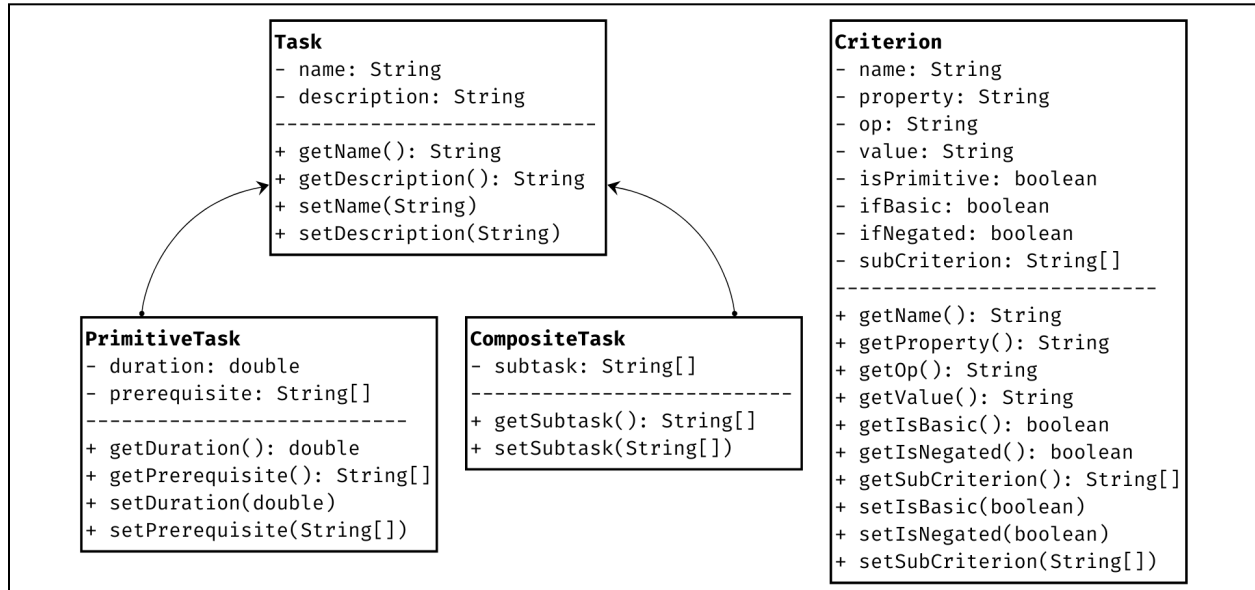 Task
- name: String
- description: String
---------------------------
+ getName(): String
+ getDescription(): String
+ setName(String)
+ setDescription(String)
PrimitiveTask
- duration: double
- prerequisite: String[]
---------------------------
+ getDuration(): double
+ getPrerequisite(): String[]
+ setDuration(double)
+ setPrerequisite(String[])
CompositeTask
- subtask: String[]
---------------------------
+ getSubtask(): String[]
+ setSubtask(String[])
Criterion
- name: String
- property: String
- op: String
- value: String
- isPrimitive: boolean
- ifBasic: boolean
- ifNegated: boolean
- subCriterion: String[]
---------------------------
+ getName(): String
+ getProperty(): String
+ getOp(): String
+ getValue(): String
+ getIsBasic(): boolean
+ getIsNegated(): boolean
+ getSubCriterion(): String[]
+ setIsBasic(boolean)
+ setIsNegated(boolean)
+ setSubCriterion(String[])